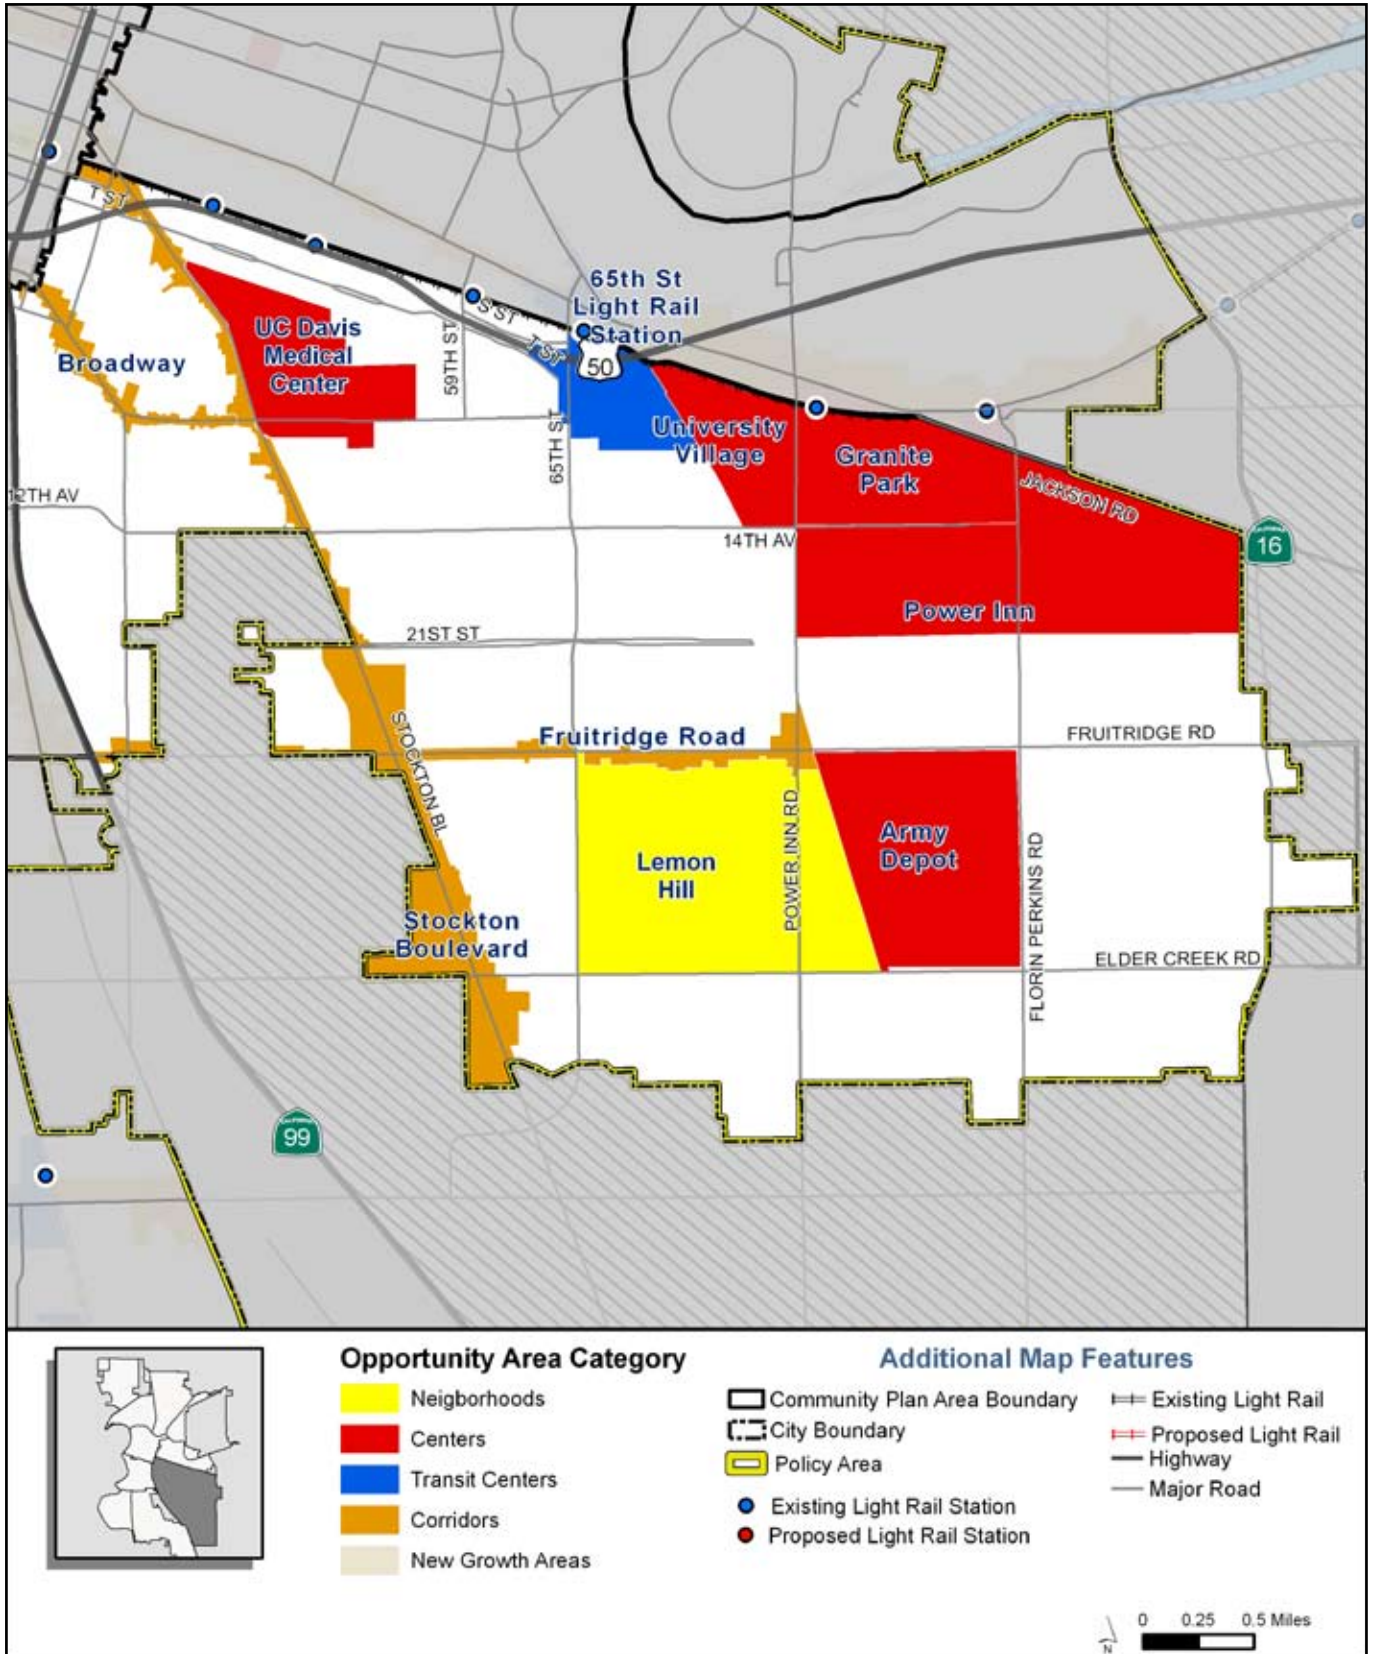 65th St
Light Rail
Station
T ST
S ST
T ST
50
UC Davis
Medical
Center
59TH ST
Broadway
65TH ST
University
Village
Granite
Park
JACKSON RD
12TH AV
14TH AV
16
Power Inn
21ST ST
STOCKTON BL
Fruitridge Road
FRUITRIDGE RD
POWER INN RD
Army
Depot
Lemon
Hill
FLORIN PERKINS RD
Stockton
Boulevard
ELDER CREEK RD
CALIFORNIA
99
Opportunity Area Category
Neigborhoods
Centers
Transit Centers
Corridors
New Growth Areas
Additional Map Features
Community Plan Area Boundary
City Boundary
Policy Area
Existing Light Rail Station
Proposed Light Rail Station
Existing Light Rail
Proposed Light Rail
Highway
Major Road
N
0 0.25 0.5 Miles